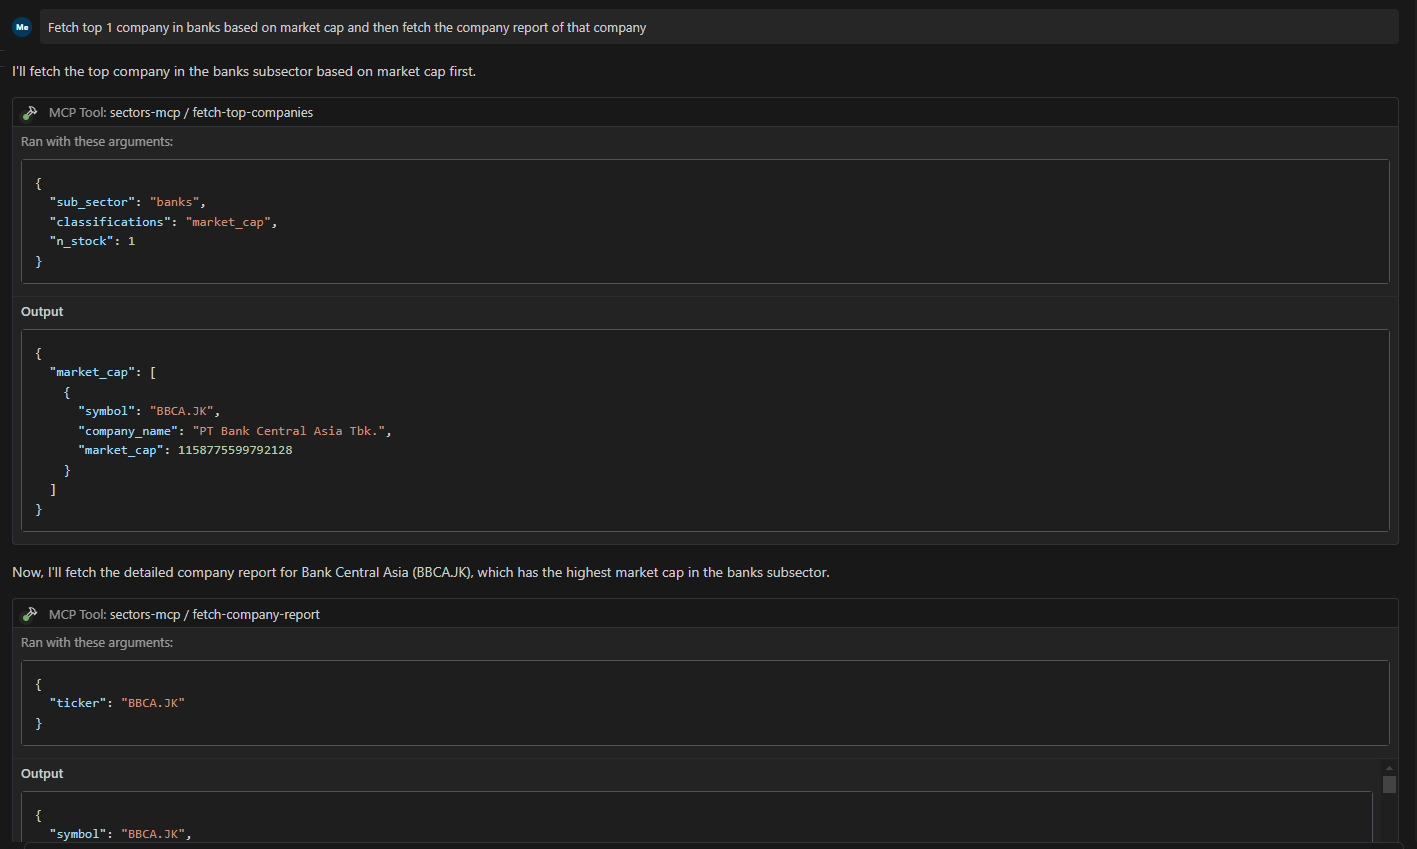 Me
Fetch top 1 company in banks based on market cap and then fetch the company report of that company
I'll fetch the top company in the banks subsector based on market cap first.
MCP Tool: sectors-mcp / fetch-top-companies
Ran with these arguments:
{
"sub_sector": "banks",
"classifications": "market_cap",
"n_stock": 1
}
Output
{
"market_cap": [
{
"symbol": "BBCA.JK",
"company_name": "PT Bank Central Asia Tbk.",
"market_cap": 1158775599792128
}
]
}
Now, I'll fetch the detailed company report for Bank Central Asia (BBCA.JK), which has the highest market cap in the banks subsector.
MCP Tool: sectors-mcp / fetch-company-report
Ran with these arguments:
{
"ticker": "BBCA.JK"
}
Output
{
"symbol": "BBCA.JK",